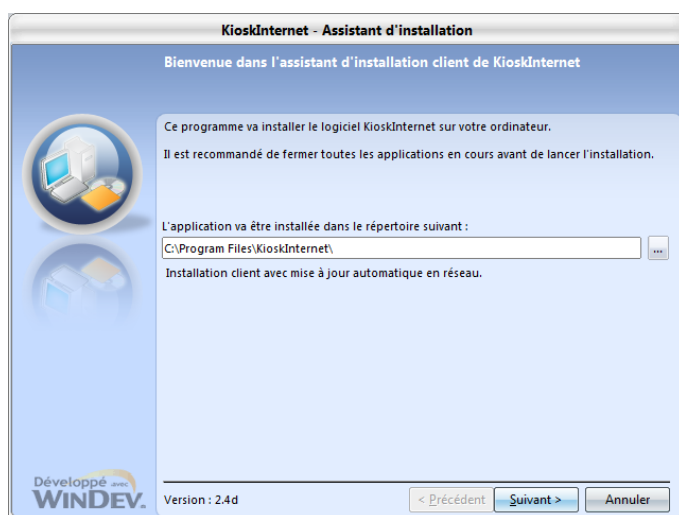 KioskInternet - Assistant d'installation
Bienvenue dans l'assistant d'installation client de KioskInternet
Ce programme va installer le logiciel KioskInternet sur votre ordinateur.
Il est recommandé de fermer toutes les applications en cours avant de lancer l'installation.
L'application va être installée dans le répertoire suivant :
C:\Program Files\KioskInternet\
...
Installation client avec mise à jour automatique en réseau.
Développé avec
WINDEV.
Version : 2.4d
< Précédent
Suivant >
Annuler